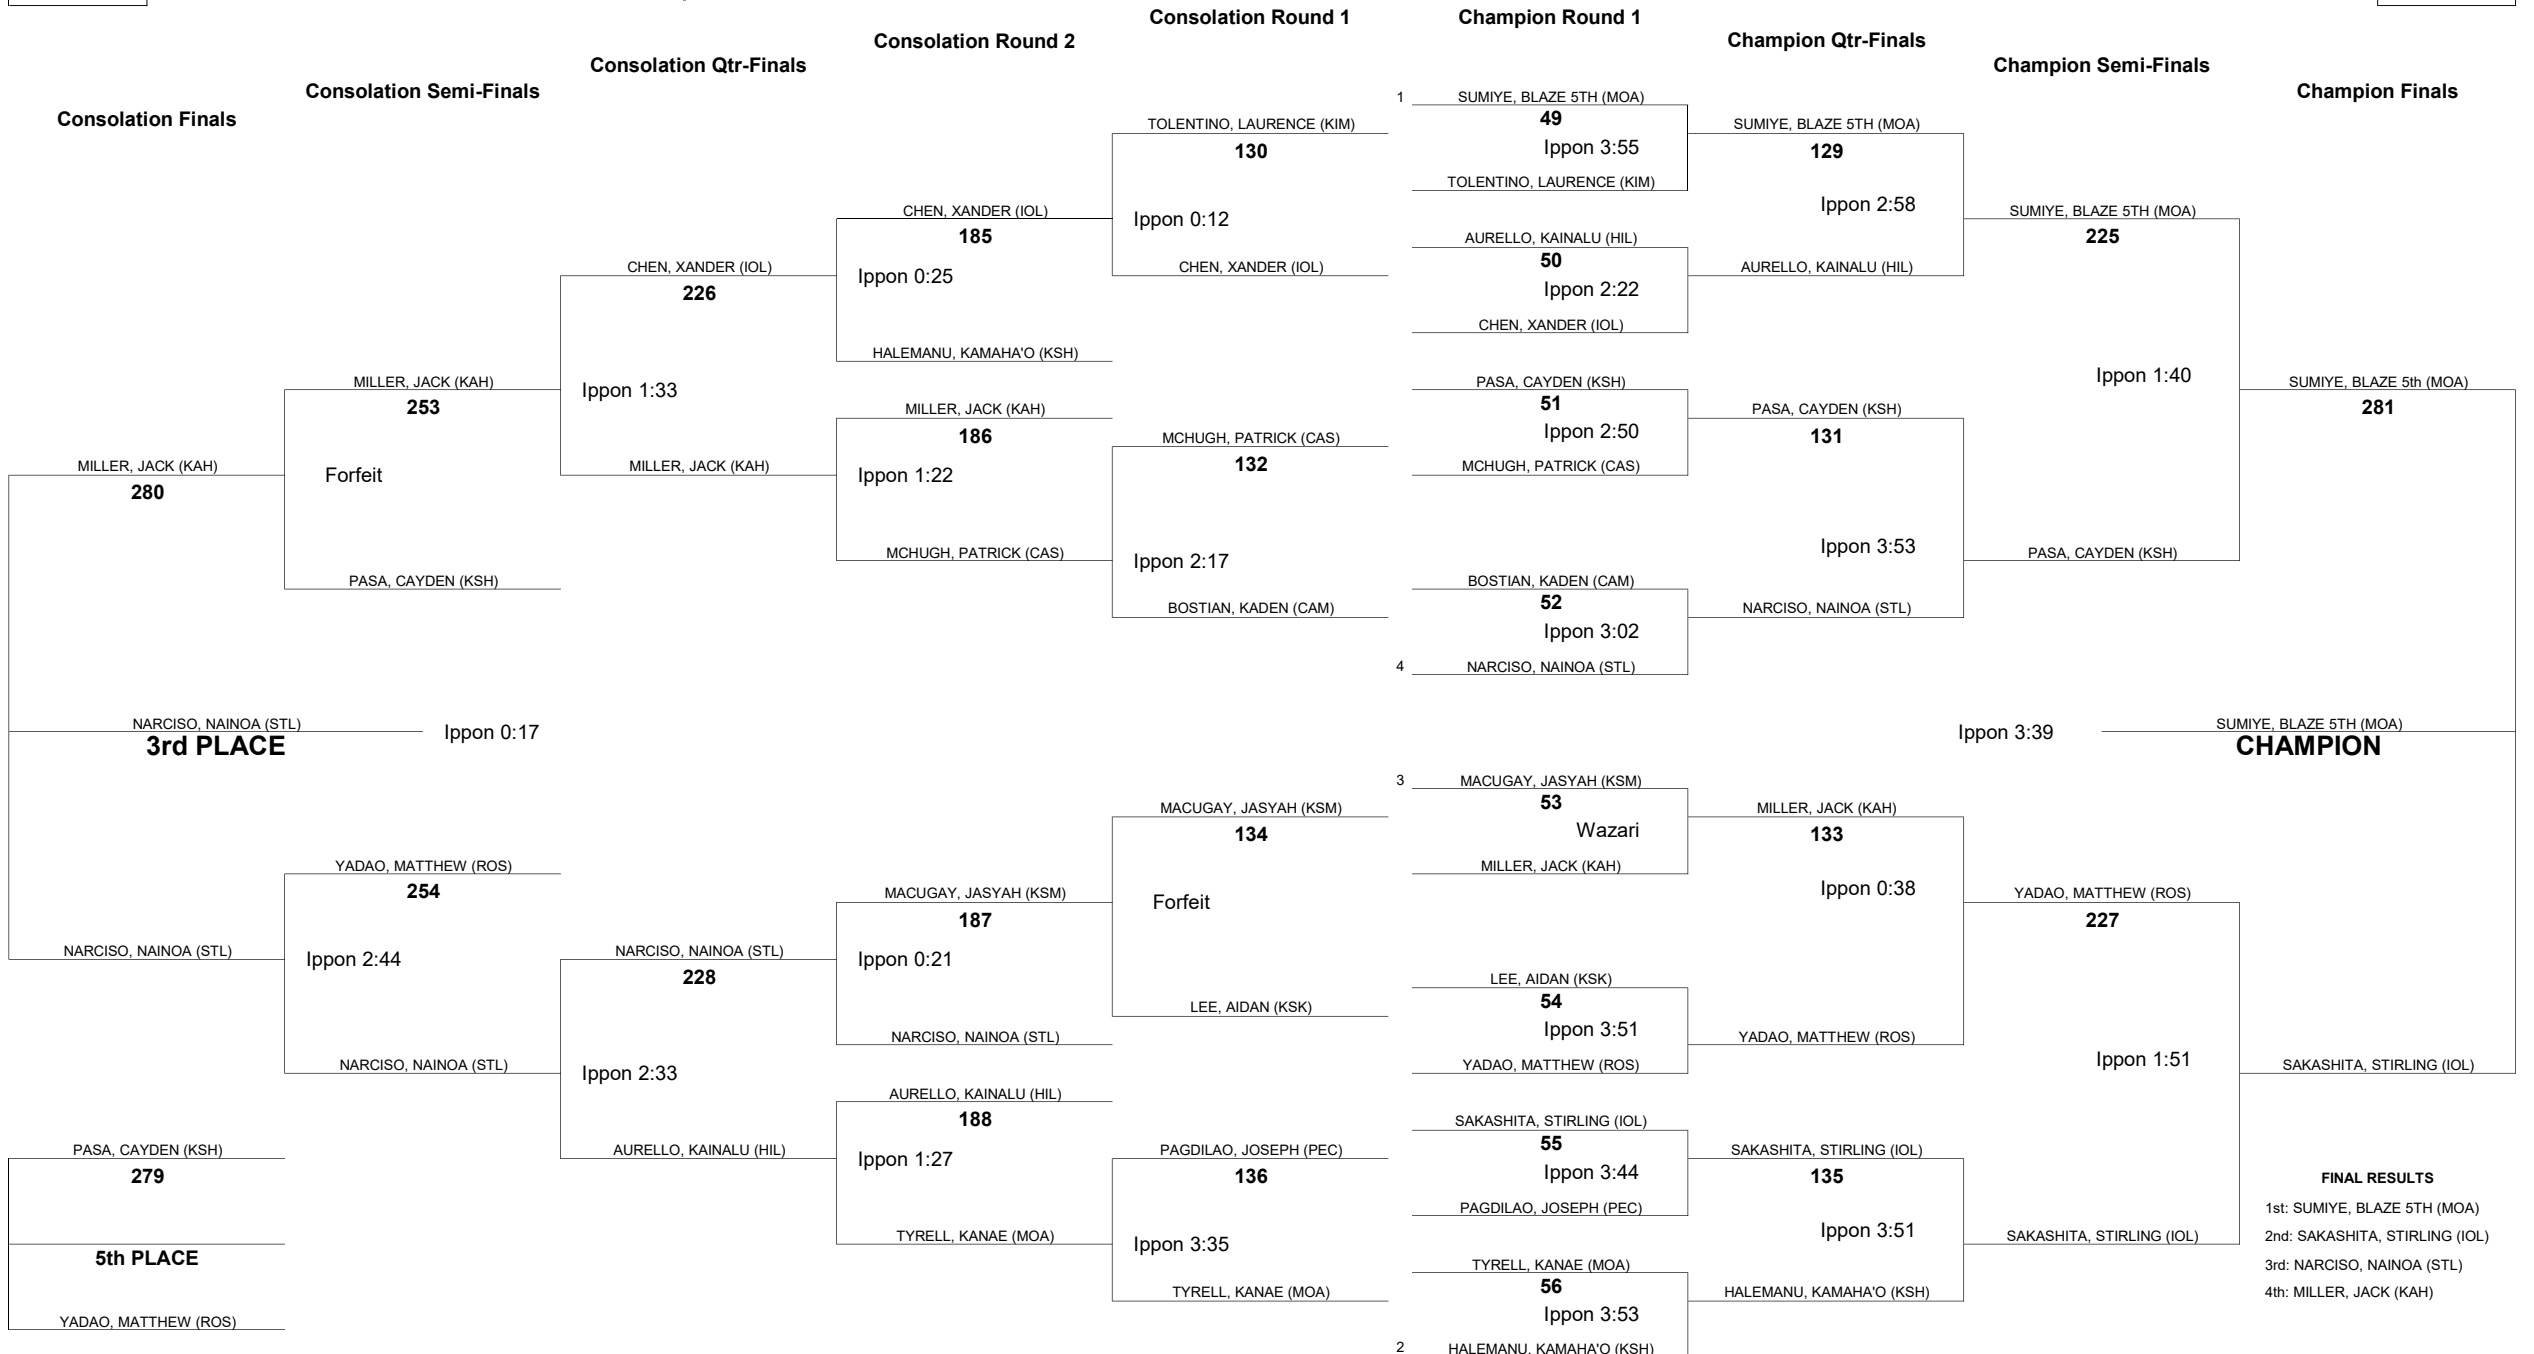 Consolation Round 1
Champion Round 1
Consolation Round 2
Champion Qtr-Finals
Consolation Qtr-Finals
Champion Semi-Finals
Consolation Semi-Finals
Champion Finals
Consolation Finals
MILLER, JACK (KAH)
280
NARCISO, NAINOA (STL)
3rd PLACE
Ippon 0:17
NARCISO, NAINOA (STL)
PASA, CAYDEN (KSH)
279
5th PLACE
YADAO, MATTHEW (ROS)
MILLER, JACK (KAH)
253
Forfeit
PASA, CAYDEN (KSH)
YADAO, MATTHEW (ROS)
254
Ippon 2:44
NARCISO, NAINOA (STL)
CHEN, XANDER (IOL)
226
Ippon 1:33
MILLER, JACK (KAH)
NARCISO, NAINOA (STL)
228
Ippon 2:33
AURELLO, KAINALU (HIL)
CHEN, XANDER (IOL)
185
Ippon 0:25
HALEMANU, KAMAHA'O (KSH)
MILLER, JACK (KAH)
186
Ippon 1:22
MCHUGH, PATRICK (CAS)
MACUGAY, JASYAH (KSM)
187
Ippon 0:21
NARCISO, NAINOA (STL)
AURELLO, KAINALU (HIL)
188
Ippon 1:27
TYRELL, KANAE (MOA)
TOLENTINO, LAURENCE (KIM)
130
Ippon 0:12
CHEN, XANDER (IOL)
MCHUGH, PATRICK (CAS)
132
Ippon 2:17
BOSTIAN, KADEN (CAM)
MACUGAY, JASYAH (KSM)
134
Forfeit
LEE, AIDAN (KSK)
PAGDILAO, JOSEPH (PEC)
136
Ippon 3:35
TYRELL, KANAE (MOA)
1 SUMIYE, BLAZE 5TH (MOA)
49
Ippon 3:55
TOLENTINO, LAURENCE (KIM)
AURELLO, KAINALU (HIL)
50
Ippon 2:22
CHEN, XANDER (IOL)
PASA, CAYDEN (KSH)
51
Ippon 2:50
MCHUGH, PATRICK (CAS)
BOSTIAN, KADEN (CAM)
52
Ippon 3:02
4 NARCISO, NAINOA (STL)
3 MACUGAY, JASYAH (KSM)
53
Wazari
MILLER, JACK (KAH)
LEE, AIDAN (KSK)
54
Ippon 3:51
YADAO, MATTHEW (ROS)
SAKASHITA, STIRLING (IOL)
55
Ippon 3:44
PAGDILAO, JOSEPH (PEC)
TYRELL, KANAE (MOA)
56
Ippon 3:53
2 HALEMANU, KAMAHA'O (KSH)
SUMIYE, BLAZE 5TH (MOA)
129
Ippon 2:58
AURELLO, KAINALU (HIL)
PASA, CAYDEN (KSH)
131
Ippon 3:53
NARCISO, NAINOA (STL)
MILLER, JACK (KAH)
133
Ippon 0:38
YADAO, MATTHEW (ROS)
SAKASHITA, STIRLING (IOL)
135
Ippon 3:51
HALEMANU, KAMAHA'O (KSH)
SUMIYE, BLAZE 5TH (MOA)
225
Ippon 1:40
PASA, CAYDEN (KSH)
YADAO, MATTHEW (ROS)
227
Ippon 1:51
SAKASHITA, STIRLING (IOL)
SUMIYE, BLAZE 5th (MOA)
281
Ippon 3:39
SUMIYE, BLAZE 5TH (MOA)
CHAMPION
SAKASHITA, STIRLING (IOL)
FINAL RESULTS
1st: SUMIYE, BLAZE 5TH (MOA)
2nd: SAKASHITA, STIRLING (IOL)
3rd: NARCISO, NAINOA (STL)
4th: MILLER, JACK (KAH)